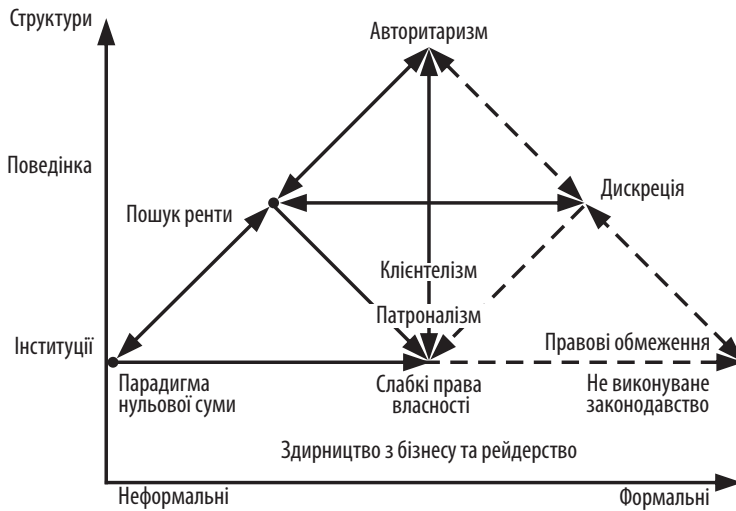 Структури
Авторитаризм
Поведінка
Дискреція
Пошук ренти
Клієнтелізм
Патроналізм
Інституції
Правові обмеження
Парадигма
нульової суми
Слабкі права
власності
Не виконуване
законодавство
Здирництво з бізнесу та рейдерство
Неформальні
Формальні